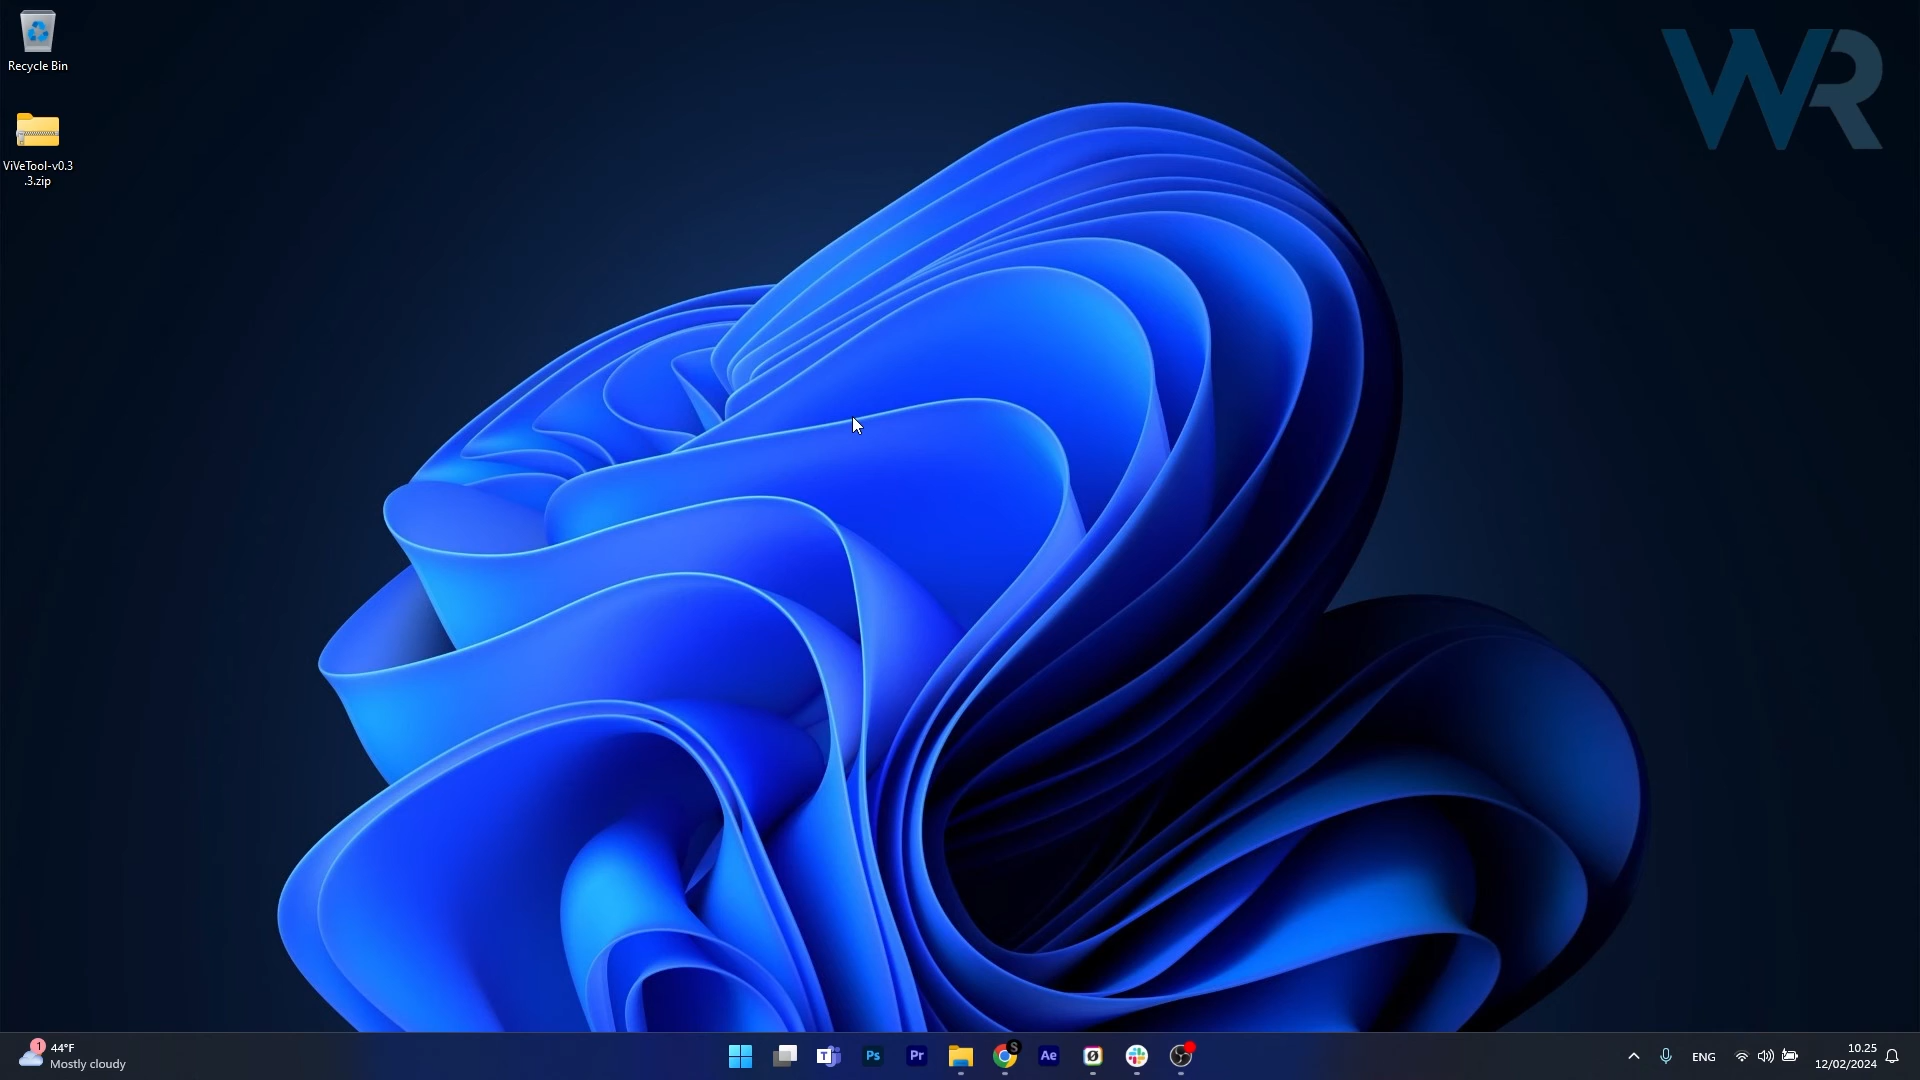 WR
Recycle Bin
ViVeTool-v0.3
.3.zip
1
44°F
Mostly cloudy
T
Ps
Pr
S
Ae
ENG
10.25
12/02/2024